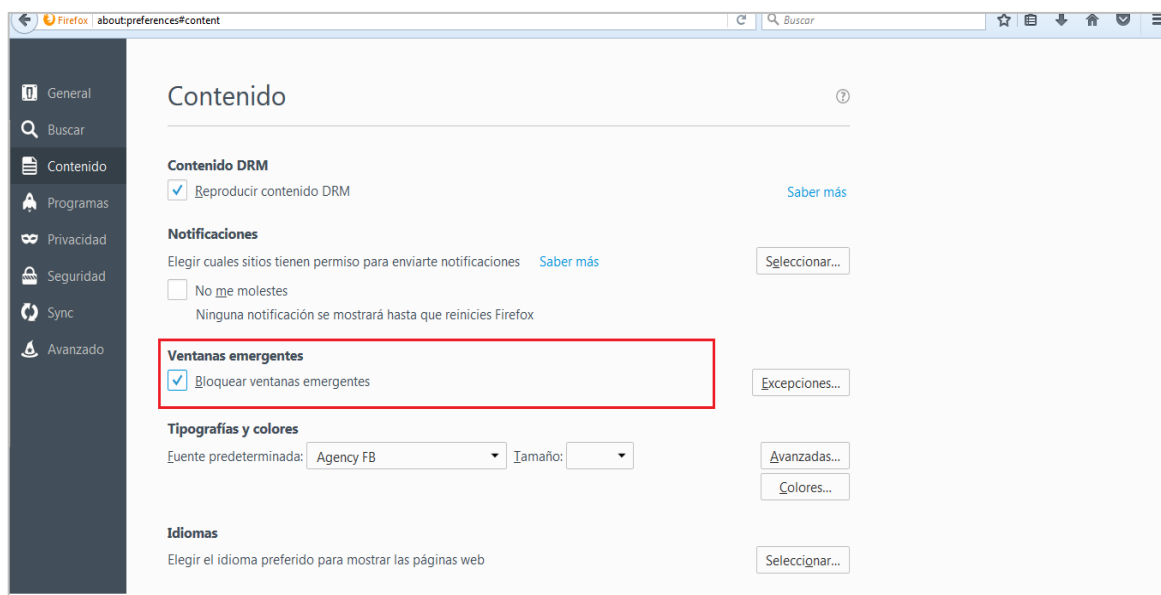 Firefox about:preferences#content Buscar
General
Buscar
Contenido
Programas
Privacidad
Seguridad
Sync
Avanzado
Contenido
Contenido DRM
Reproducir contenido DRM Saber más
Notificaciones
Elegir cuales sitios tienen permiso para enviarte notificaciones Saber más Seleccionar...
No me molestes
Ninguna notificación se mostrará hasta que reinicies Firefox
Ventanas emergentes
Bloquear ventanas emergentes Excepciones...
Tipografías y colores
Fuente predeterminada: Agency FB Tamaño: Avanzadas...
Colores...
Idiomas
Elegir el idioma preferido para mostrar las páginas web Seleccionar...